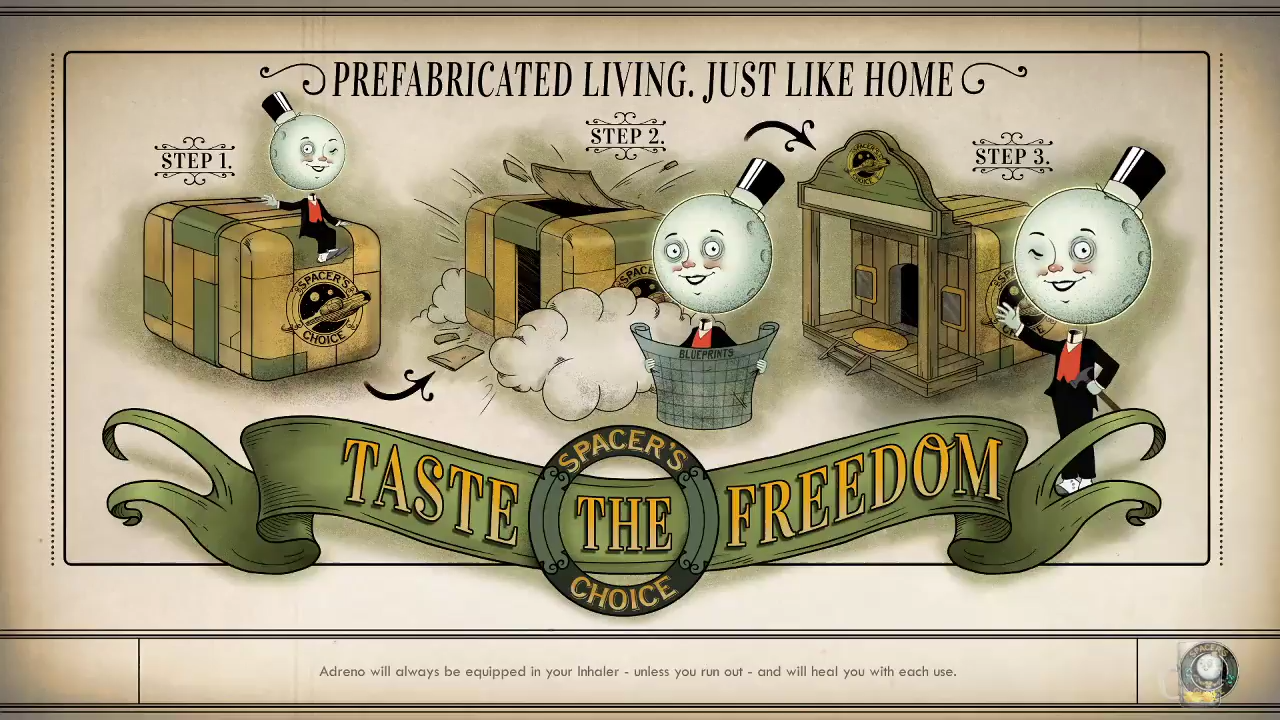 PREFABRICATED LIVING. JUST LIKE HOME
STEP 1.
STEP 2.
STEP 3.
SPACER'S
CHOICE
SPACER'S
CHOICE
BLUEPRINTS
SPACER'S
TASTE THE FREEDOM
CHOICE
Adreno will always be equipped in your Inhaler - unless you run out - and will heal you with each use.